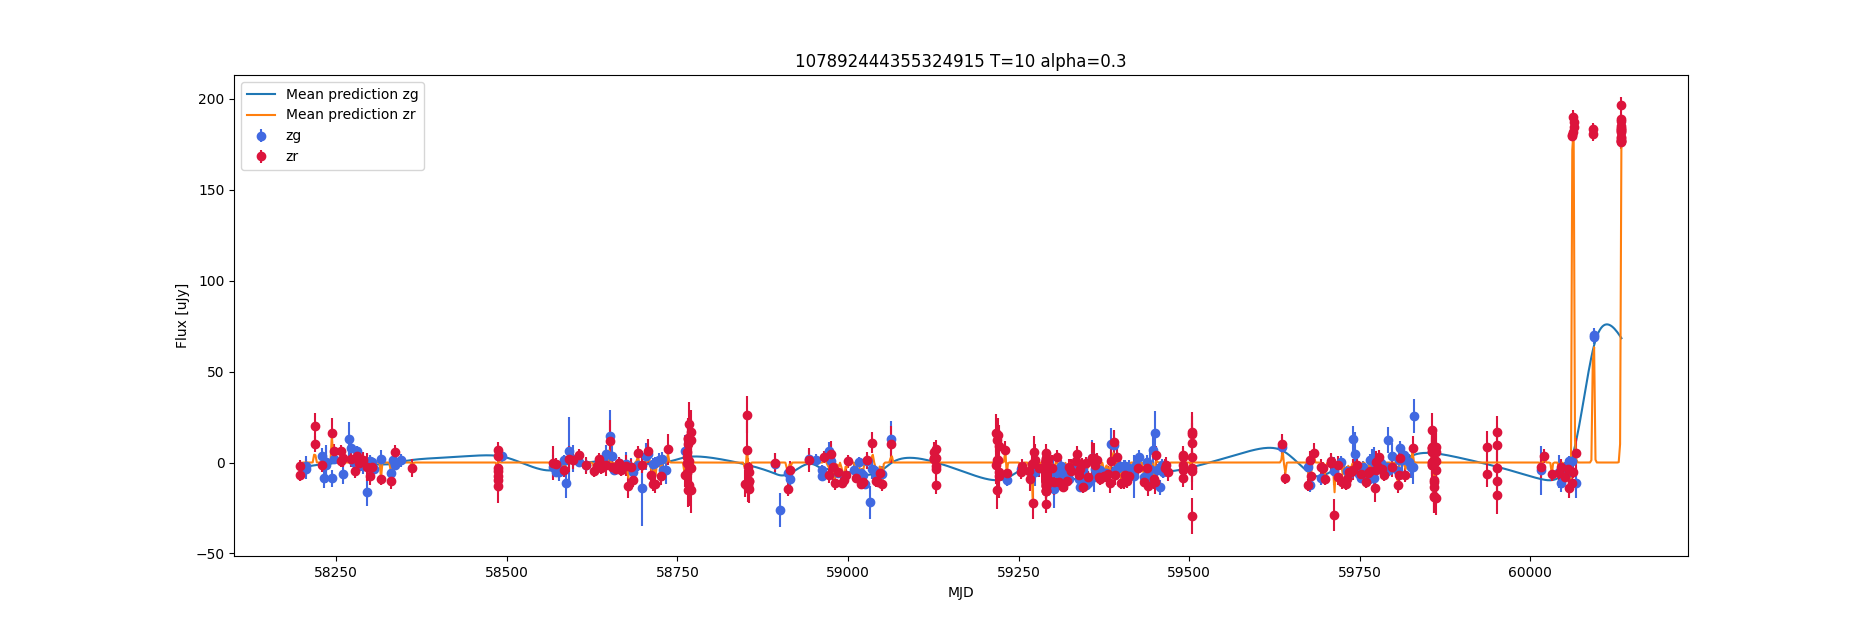 107892444355324915 T=10 alpha=0.3
Mean prediction zg
Mean prediction zr
zg
zr
Flux [uJy]
200
150
100
50
0
−50
58250 58500 58750 59000 59250 59500 59750 60000
MJD